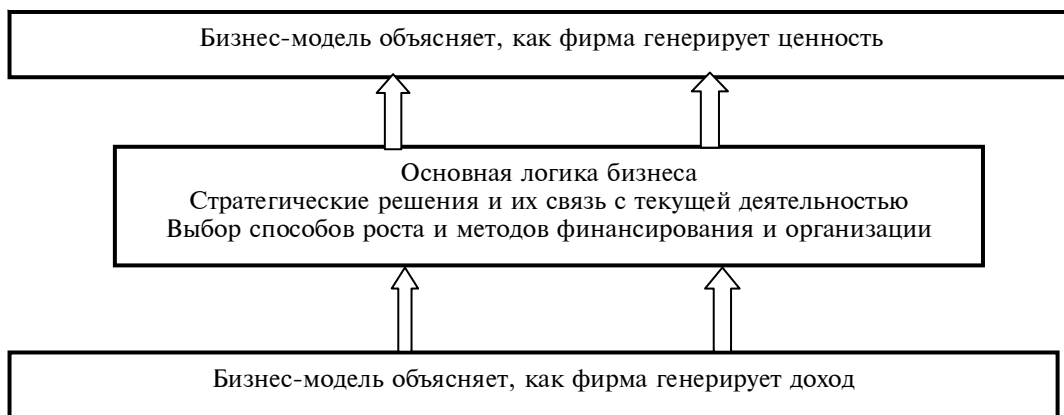 Бизнес-модель объясняет, как фирма генерирует ценность
Основная логика бизнеса
Стратегические решения и их связь с текущей деятельностью
Выбор способов роста и методов финансирования и организации
Бизнес-модель объясняет, как фирма генерирует доход